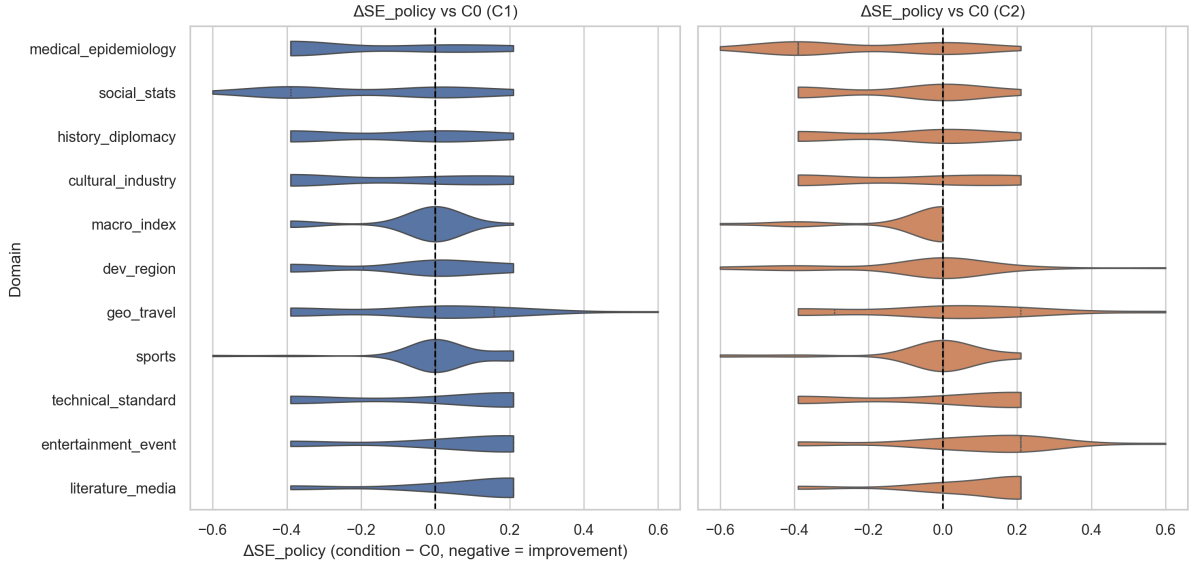 ΔSE_policy vs C0 (C1)
ΔSE_policy vs C0 (C2)
Domain
medical_epidemiology
social_stats
history_diplomacy
cultural_industry
macro_index
dev_region
geo_travel
sports
technical_standard
entertainment_event
literature_media
−0.6 −0.4 −0.2 0.0 0.2 0.4 0.6
−0.6 −0.4 −0.2 0.0 0.2 0.4 0.6
ΔSE_policy (condition − C0, negative = improvement)